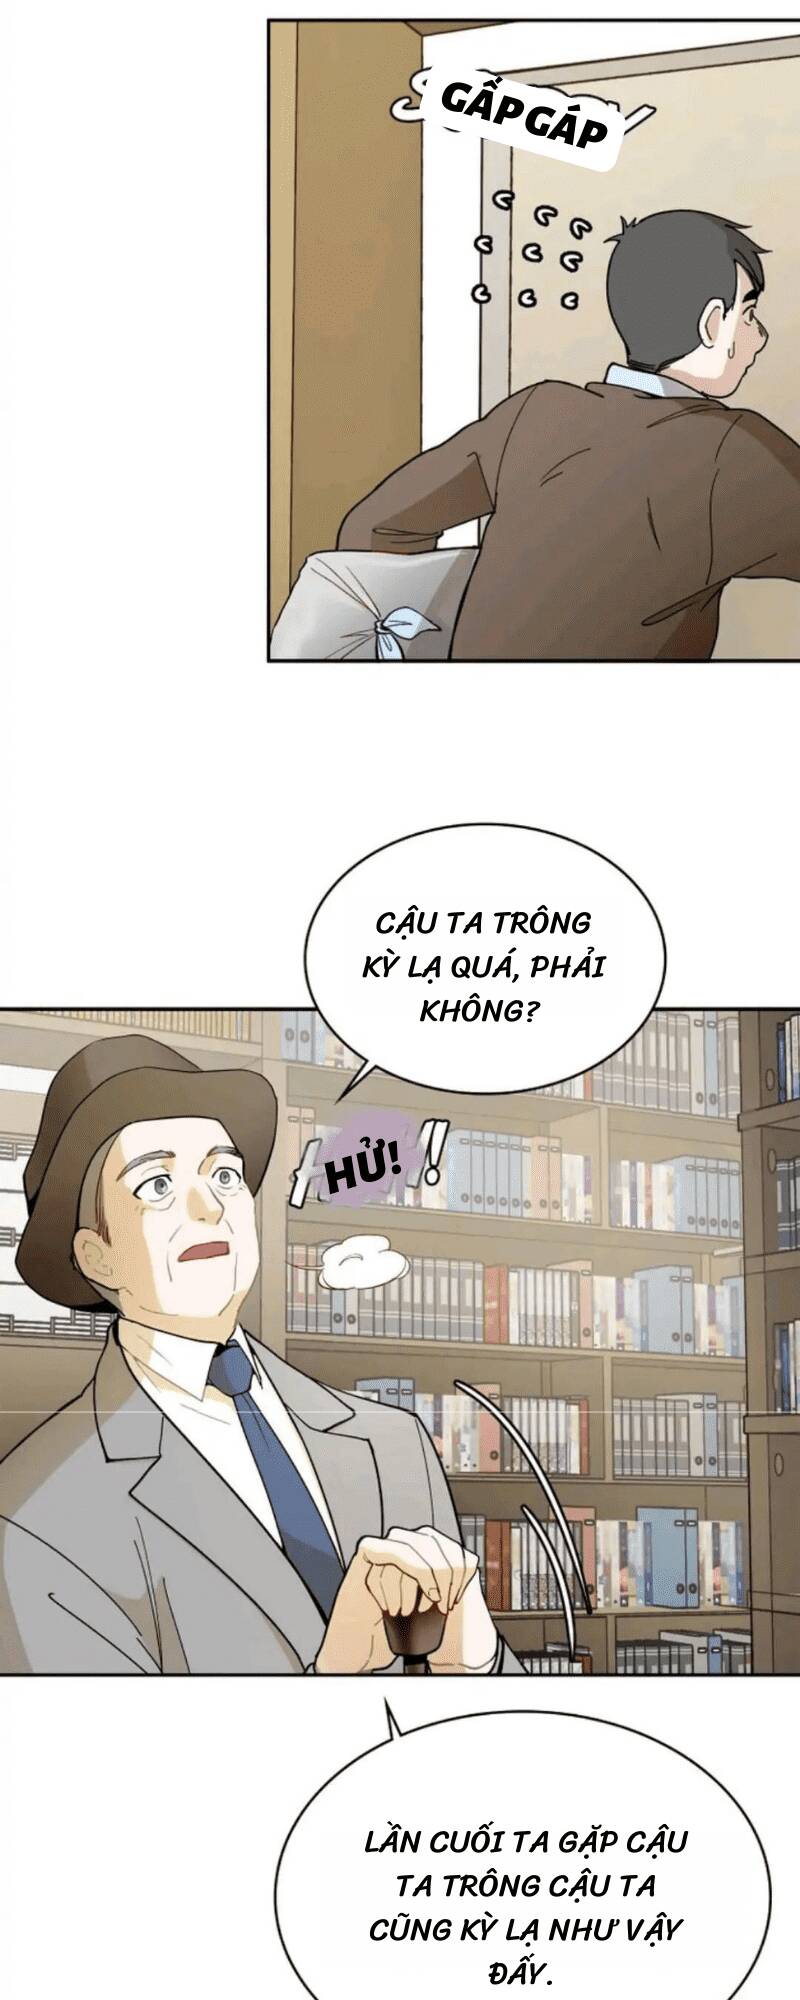 GẤP GÁP
CẬU TA TRÔNG
KỲ LẠ QUÁ, PHẢI
KHÔNG?
HỬ!
LẦN CUỐI TA GẶP CẬU
TA TRÔNG CẬU TA
CŨNG KỲ LẠ NHƯ VẬY
ĐẤY.